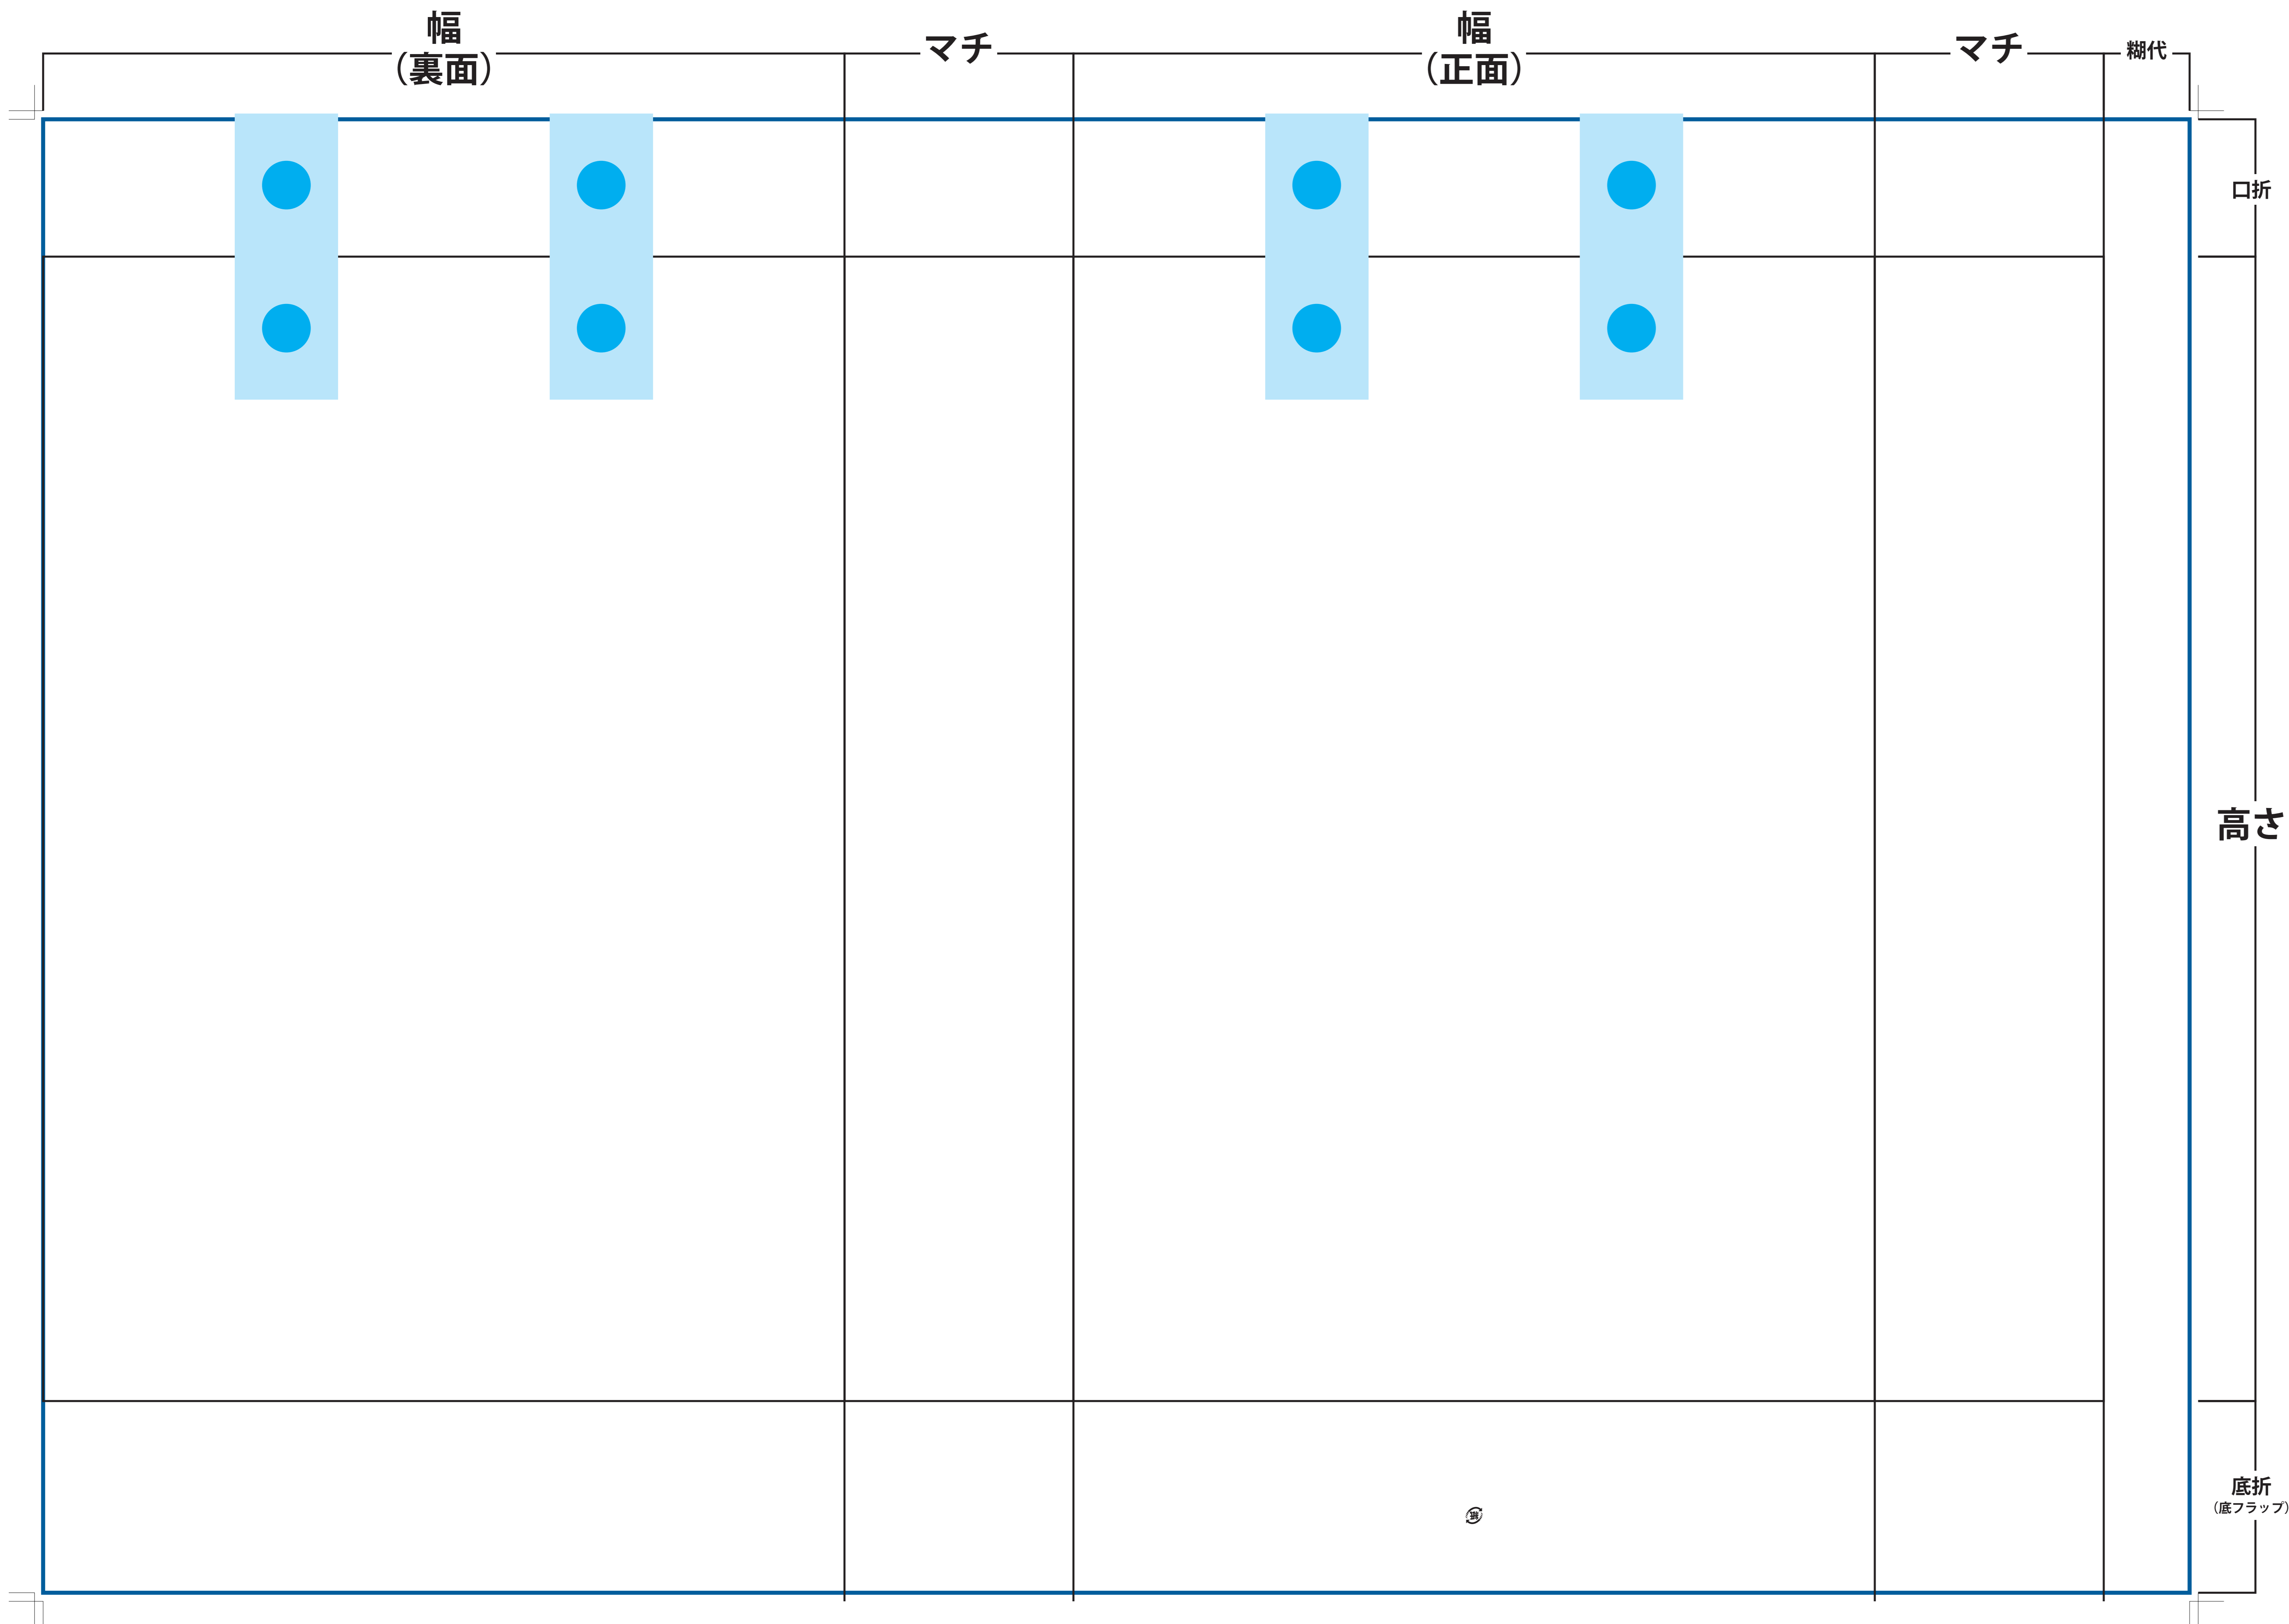 幅
（裏面）
マチ
幅
（正面）
マチ
糊代
口折
高さ
底折
（底フラップ）
紙